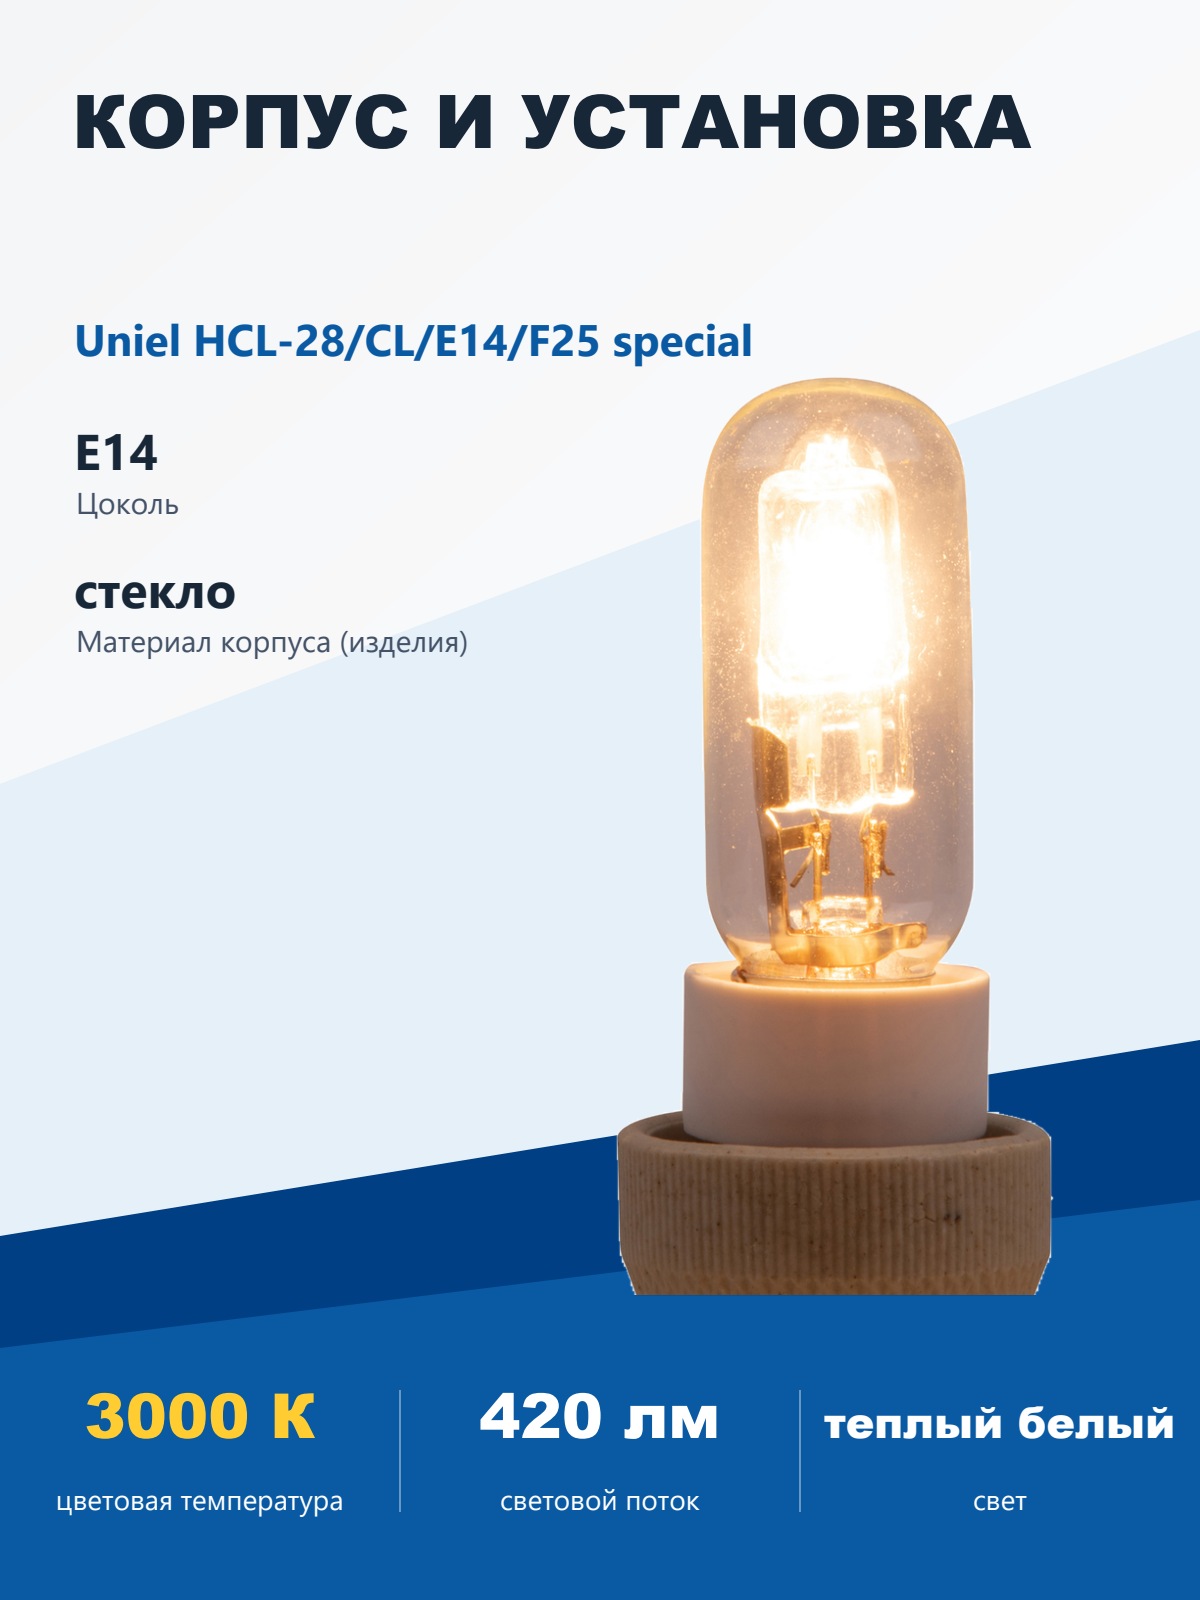 КОРПУС И УСТАНОВКА
Uniel HCL-28/CL/E14/F25 special
E14
Цоколь
стекло
Материал корпуса (изделия)
3000 К
цветовая температура
420 лм
световой поток
теплый белый
свет